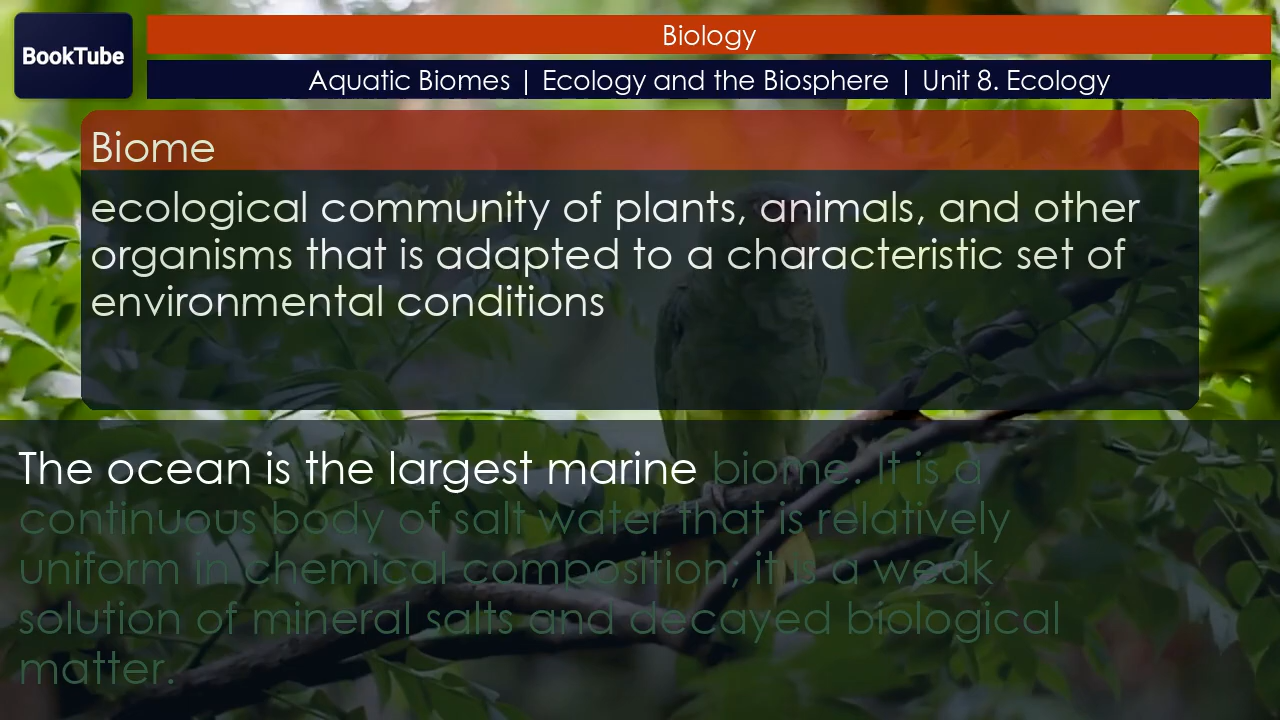 BookTube
Biology
Aquatic Biomes | Ecology and the Biosphere | Unit 8. Ecology
Biome
ecological community of plants, animals, and other
organisms that is adapted to a characteristic set of
environmental conditions
The ocean is the largest marine biome. It is a
continuous body of salt water that is relatively
uniform in chemical composition; it is a weak
solution of mineral salts and decayed biological
matter.